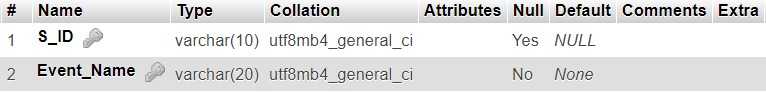 # Name Type Collation Attributes Null Default Comments Extra
1 S_ID varchar(10) utf8mb4_general_ci Yes NULL
2 Event_Name varchar(20) utf8mb4_general_ci No None